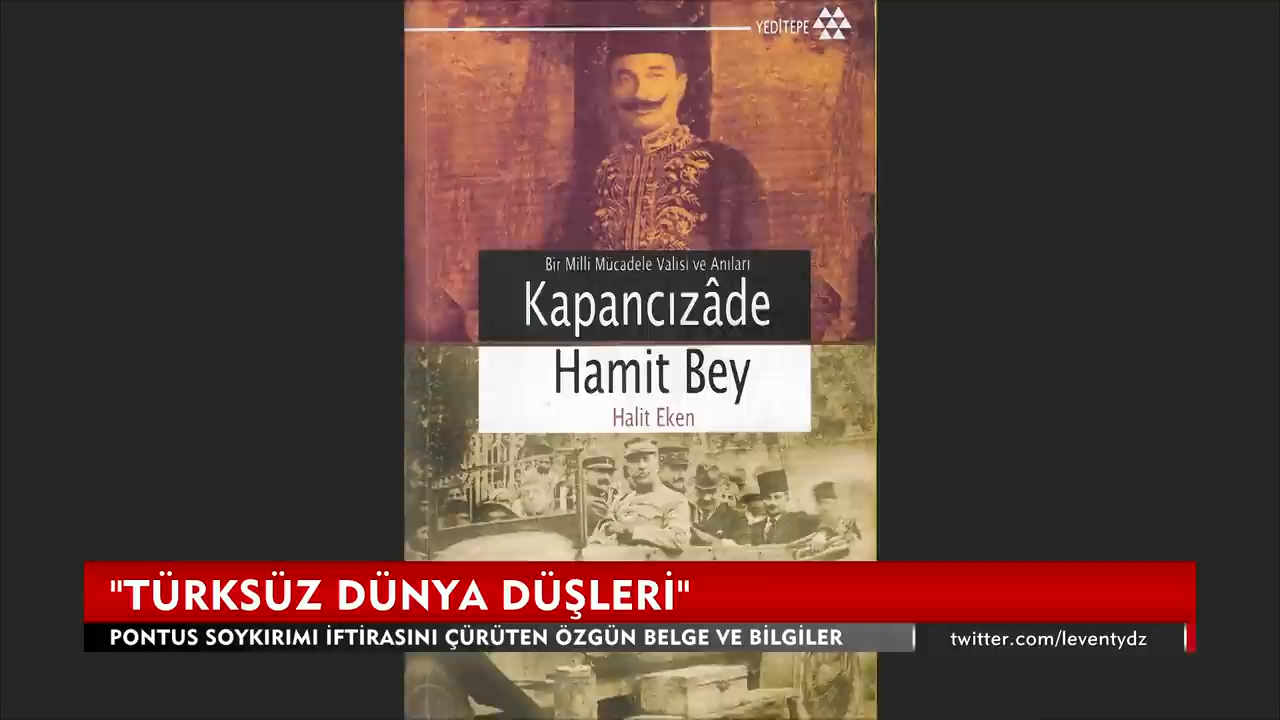 YEDİTEPE
Bir Milli Mücadele Valisi ve Anıları
Kapancızâde
Hamit Bey
Halit Eken
"TÜRKSÜZ DÜNYA DÜŞLERİ"
PONTUS SOYKIRIMI İFTİRASINI ÇÜRÜTEN ÖZGÜN BELGE VE BİLGİLER
twitter.com/leventydz